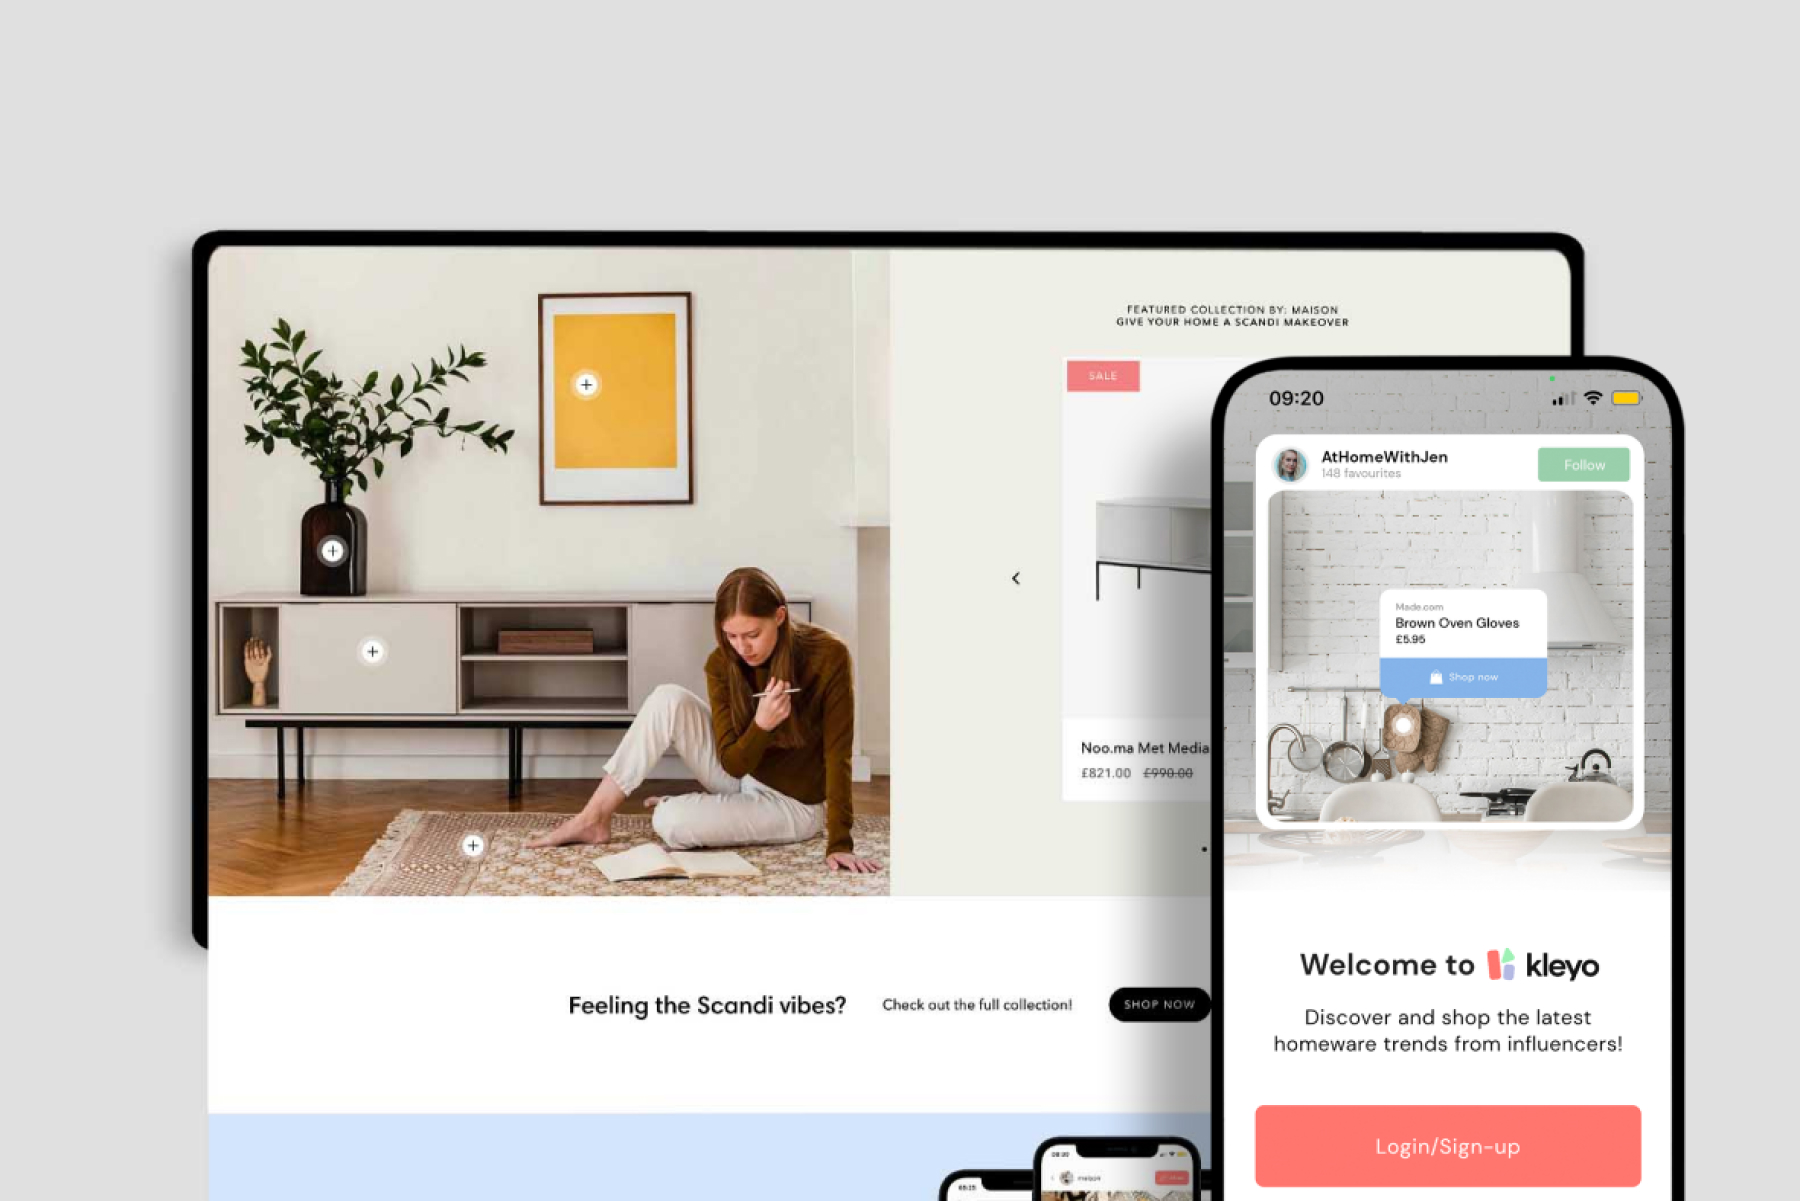 FEATURED COLLECTION BY: MAISON
GIVE YOUR HOME A SCANDI MAKEOVER
SALE
Noo.ma Met Media
£821.00 £990.00
Feeling the Scandi vibes?
Check out the full collection!
SHOP NOW
09:20
AtHomeWithJen
148 favourites
Follow
Made.com
Brown Oven Gloves
£5.95
Shop now
Welcome to kleyo
Discover and shop the latest
homeware trends from influencers!
Login/Sign-up